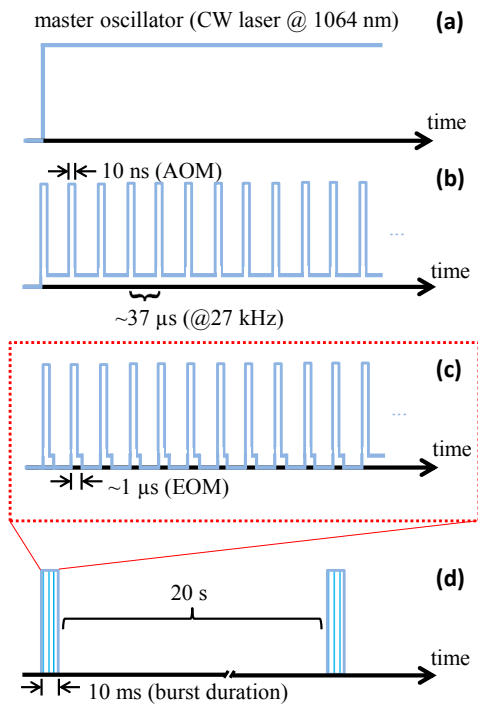 master oscillator (CW laser @ 1064 nm)
(a)
time
10 ns (AOM)
(b)
...
time
~37 µs (@27 kHz)
(c)
...
time
~1 µs (EOM)
(d)
20 s
time
10 ms (burst duration)